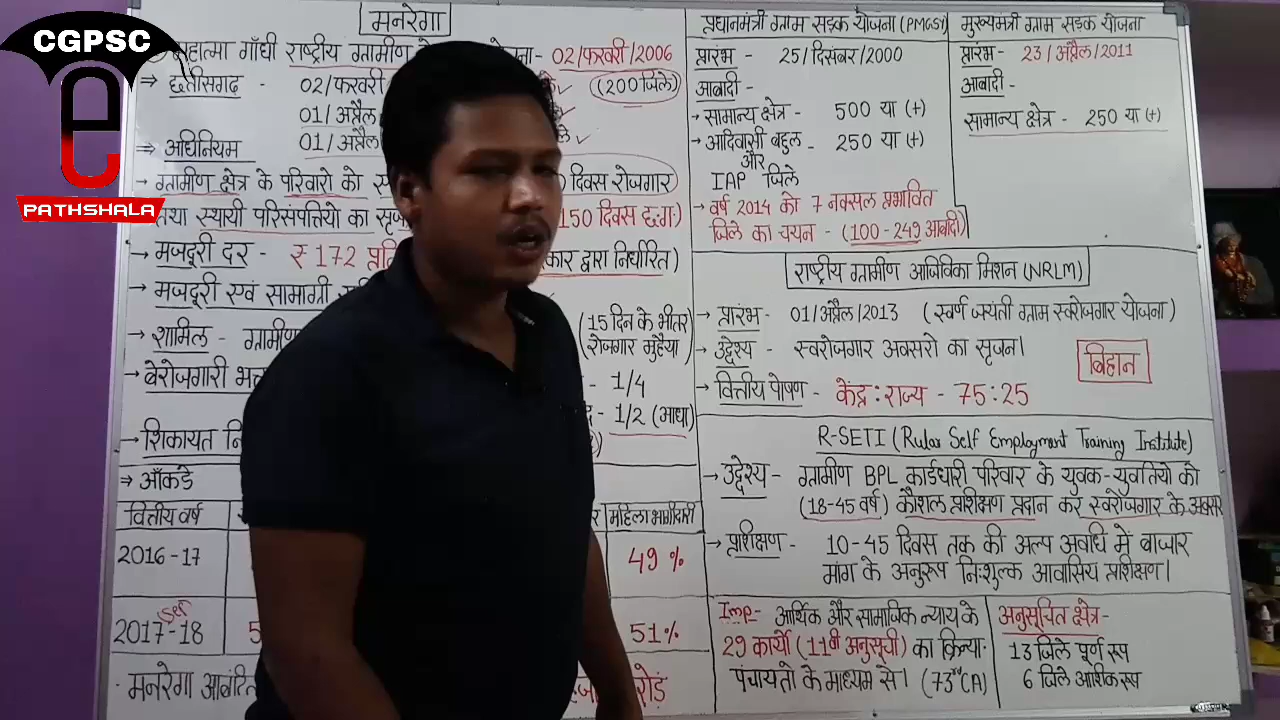 CGPSC
e
PATHSHALA
मनरेगा
महात्मा गाँधी राष्ट्रीय ग्रामीण
- 02/फरवरी/2006
⇒ छत्तीसगढ़ - 02/फरवरी
(200 जिले)
01/अप्रैल
01/अप्रैल
⇒ अधिनियम
→ ग्रामीण क्षेत्र के परिवारो को
दिवस रोजगार)
तथा स्थायी परिसंपत्तियो का
150 दिवस छ.ग.)
→ मजदूरी दर - ₹ 172
द्वारा निर्धारित)
→ मजदूरी एवं सामाग्री
→ शामिल - ग्रामीण
(15 दिन के भीतर
रोजगार मुहैया)
→ बेरोजगारी
- 1/4
- 1/2 (आधा)
→ शिकायत
→ आँकडे
वित्तीय वर्ष
महिला भागीदारी
2016-17
49 %
2017-18
51%
· मनरेगा आबंटित
प्रधानमंत्री ग्राम सड़क योजना (PMGSY)
प्रारंभ - 25/दिसंबर/2000
आबादी -
→ सामान्य क्षेत्र - 500 या (+)
→ आदिवासी बहुल - 250 या (+)
और
IAP जिले
→ वर्ष 2014 को 7 नक्सल प्रभावित
जिले का चयन - (100-249 आबादी)
मुख्यमंत्री ग्राम सड़क योजना
प्रारंभ - 23/अप्रैल/2011
आबादी -
सामान्य क्षेत्र - 250 या (+)
राष्ट्रीय ग्रामीण आजिविका मिशन (NRLM)
→ प्रारंभ - 01/अप्रैल/2013 (स्वर्ण जयंती ग्राम स्वरोजगार योजना)
→ उद्देश्य - स्वरोजगार अवसरो का सृजन।
बिहान
→ वित्तीय पोषण - केंद्र : राज्य - 75:25
R-SETI (Rular Self Employment Training Institute)
→ उद्देश्य - ग्रामीण BPL कार्डधारी परिवार के युवक-युवतियो को
(18-45 वर्ष) कौशल प्रशिक्षण प्रदान कर स्वरोजगार के अवसर
→ प्रशिक्षण - 10-45 दिवस तक की अल्प अवधि में बाजार
मांग के अनुरूप निःशुल्क आवासिय प्रशिक्षण।
Imp- आर्थिक और सामाजिक न्याय के
29 कार्यो (11वी अनुसूची) का क्रिन्या.
पंचायतो के माध्यम से। (73rd CA)
अनुसूचित क्षेत्र-
13 जिले पूर्ण रूप
6 जिले आंशिक रूप